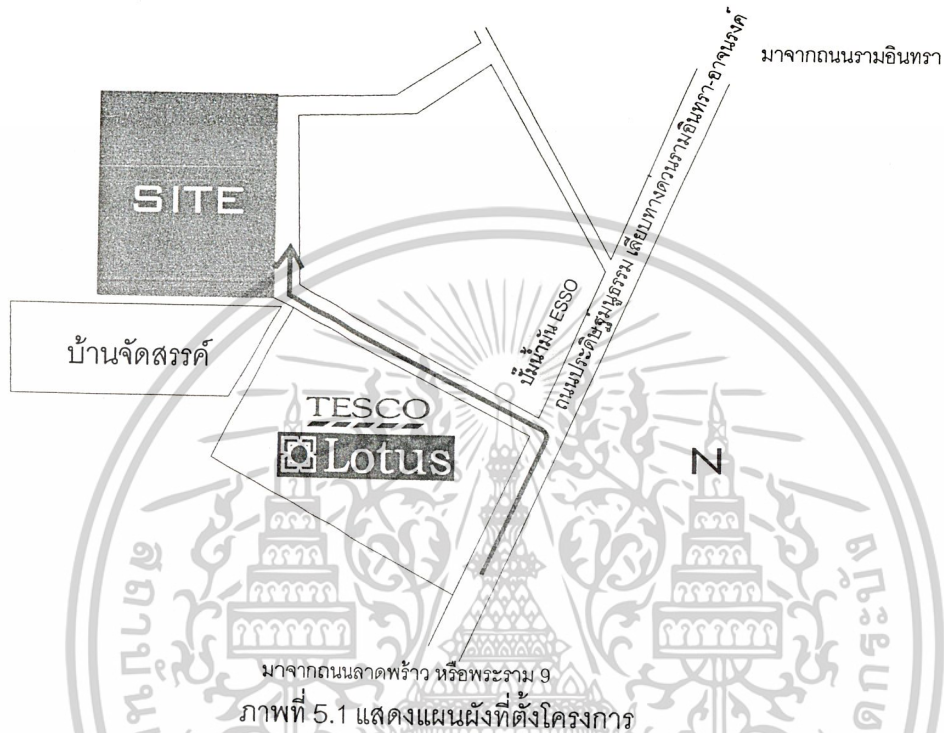 มาจากถนนรามอินทรา
ถนนประดิษฐ์มนูธรรม เลียบทางด่วนรามอินทรา-อาจณรงค์
SITE
ปั๊มน้ำมัน ESSO
บ้านจัดสรรค์
TESCO
Lotus
N
มาจากถนนลาดพร้าว หรือพระราม 9
ภาพที่ 5.1 แสดงแผนผังที่ตั้งโครงการ